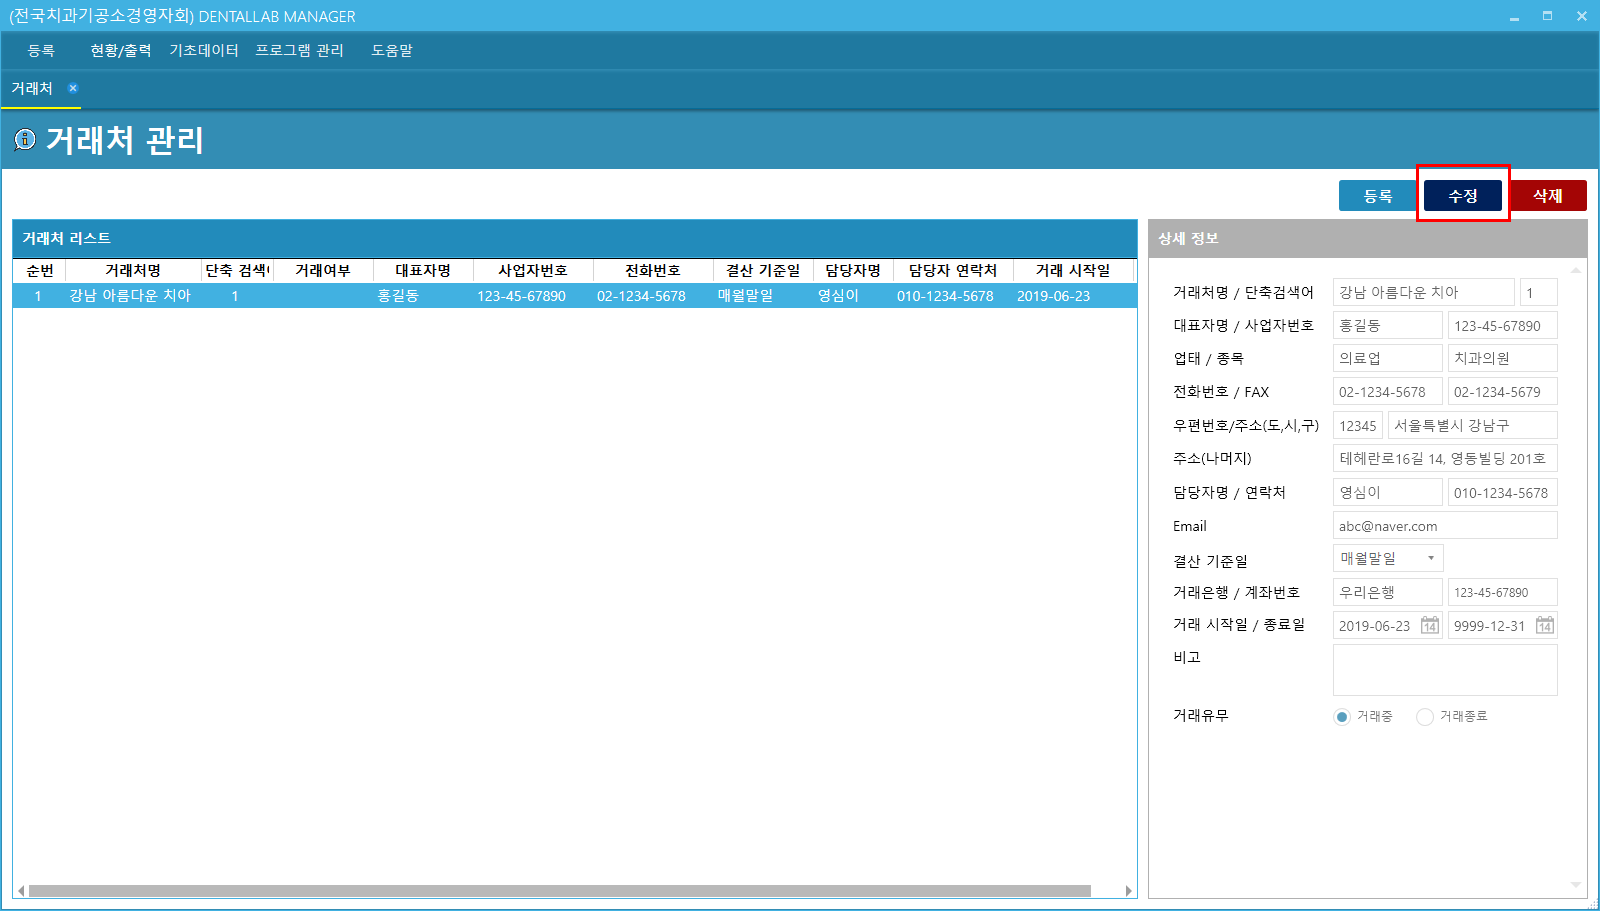 (전국치과기공소경영자회) DENTALLAB MANAGER
등록 현황/출력 기초데이터 프로그램 관리 도움말
거래처
거래처 관리
등록 수정 삭제
거래처 리스트
순번 거래처명 단축 검색 거래여부 대표자명 사업자번호 전화번호 결산 기준일 담당자명 담당자 연락처 거래 시작일
1 강남 아름다운 치아 1 홍길동 123-45-67890 02-1234-5678 매월말일 영심이 010-1234-5678 2019-06-23
상세 정보
거래처명 / 단축검색어 강남 아름다운 치아 1
대표자명 / 사업자번호 홍길동 123-45-67890
업태 / 종목 의료업 치과의원
전화번호 / FAX 02-1234-5678 02-1234-5679
우편번호/주소(도,시,구) 12345 서울특별시 강남구
주소(나머지) 테헤란로16길 14, 영동빌딩 201호
담당자명 / 연락처 영심이 010-1234-5678
Email abc@naver.com
결산 기준일 매월말일
거래은행 / 계좌번호 우리은행 123-45-67890
거래 시작일 / 종료일 2019-06-23 14 9999-12-31 14
비고
거래유무 거래중 거래종료